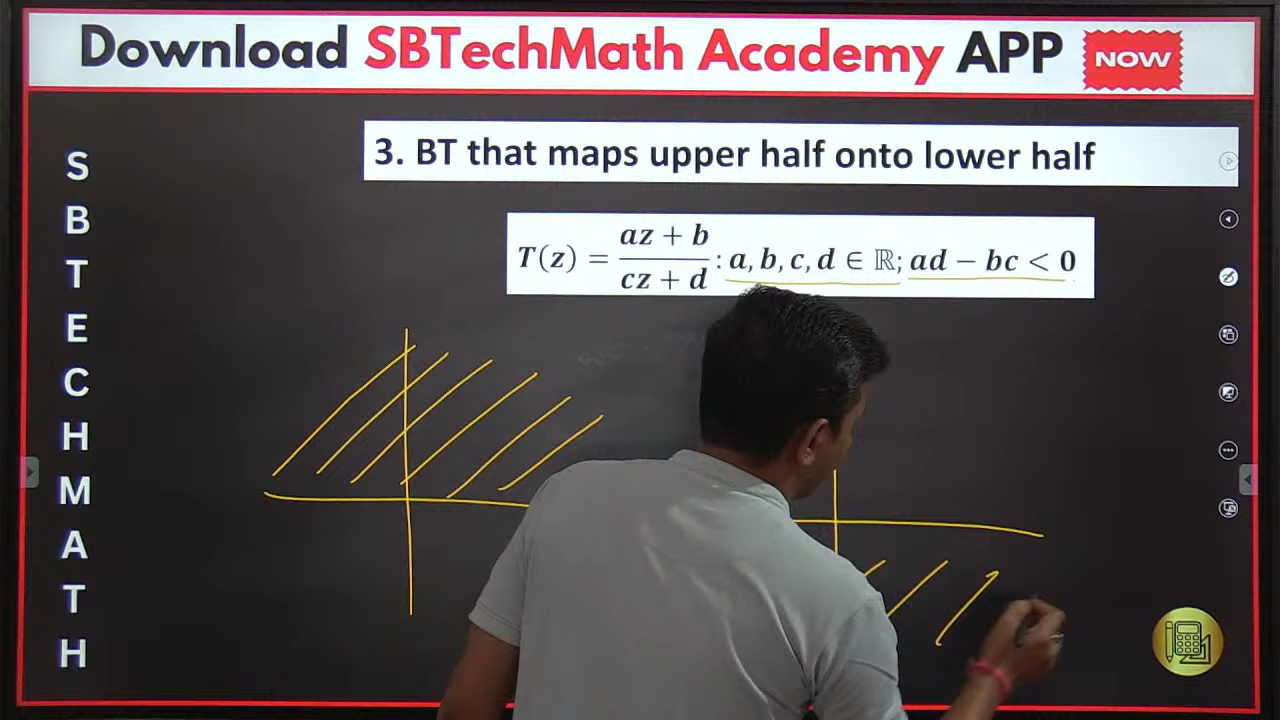 Download SBTechMath Academy APP NOW
3. BT that maps upper half onto lower half
T(z) = az + b / cz + d : a, b, c, d ∈ ℝ; ad − bc < 0
S
B
T
E
C
H
M
A
T
H